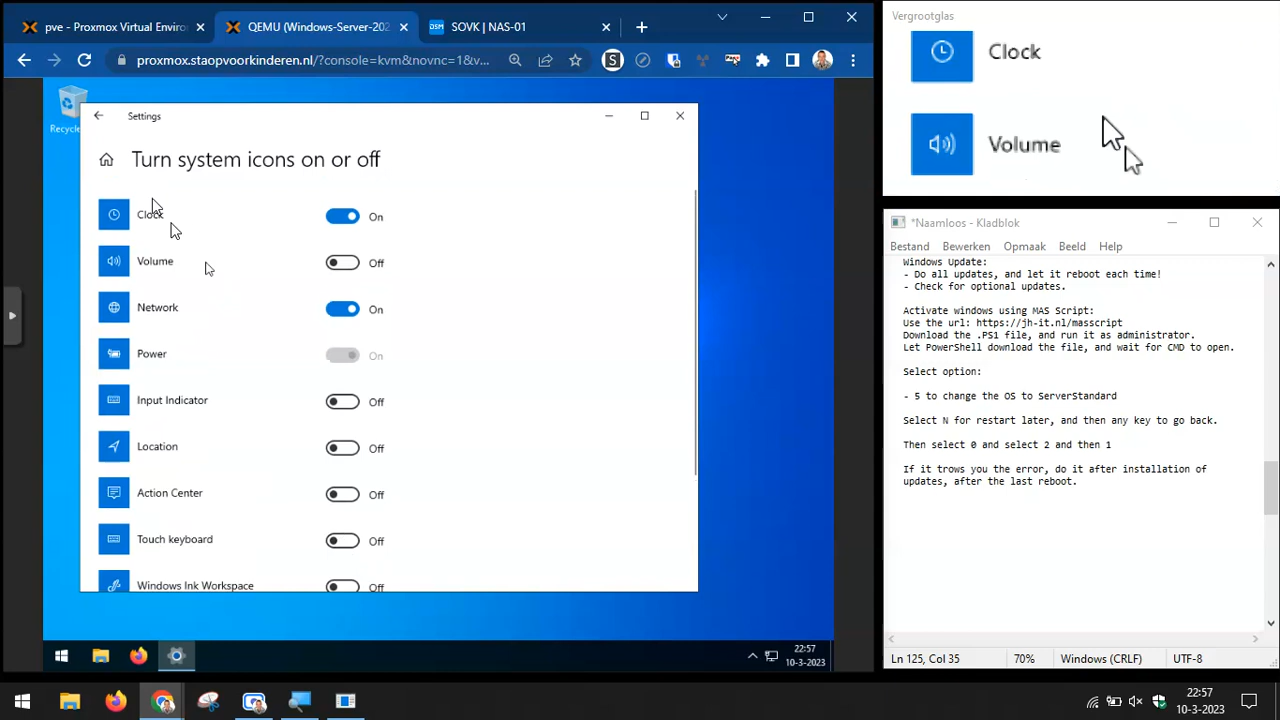 pve - Proxmox Virtual Enviro
QEMU (Windows-Server-202
SOVK | NAS-01
proxmox.staopvoorkinderen.nl/?console=kvm&novnc=1&v...
Recycle
Settings
Turn system icons on or off
Clock
On
Volume
Off
Network
On
Power
On
Input Indicator
Off
Location
Off
Action Center
Off
Touch keyboard
Off
Windows Ink Workspace
Off
22:57
10-3-2023
Vergrootglas
Clock
Volume
*Naamloos - Kladblok
Bestand Bewerken Opmaak Beeld Help
Windows Update:
- Do all updates, and let it reboot each time!
- Check for optional updates.
Activate windows using MAS Script:
Use the url: https://jh-it.nl/masscript
Download the .PS1 file, and run it as administrator.
Let PowerShell download the file, and wait for CMD to open.
Select option:
- 5 to change the OS to ServerStandard
Select N for restart later, and then any key to go back.
Then select 0 and select 2 and then 1
If it trows you the error, do it after installation of
updates, after the last reboot.
Ln 125, Col 35
70%
Windows (CRLF)
UTF-8
22:57
10-3-2023